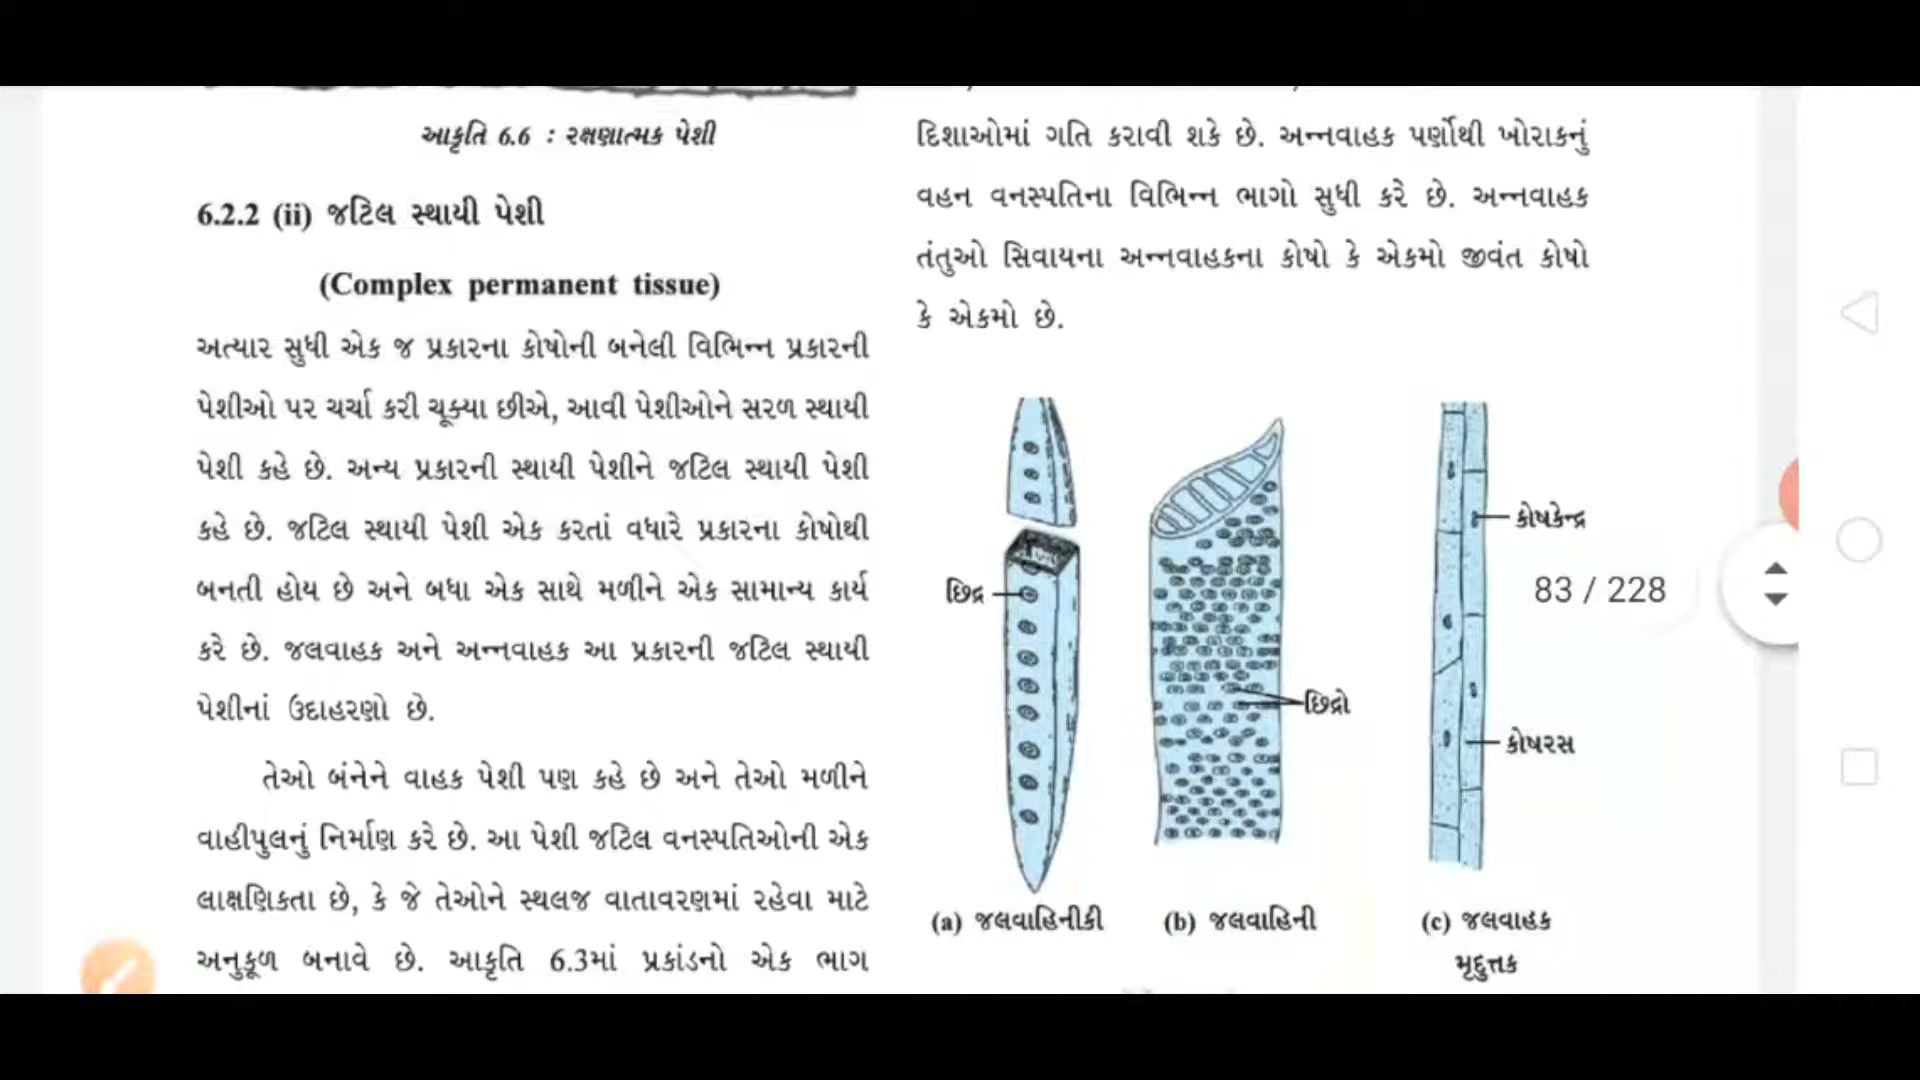 આકૃતિ 6.6 : રક્ષણાત્મક પેશી
6.2.2 (ii) જટિલ સ્થાયી પેશી
(Complex permanent tissue)
અત્યાર સુધી એક જ પ્રકારના કોષોની બનેલી વિભિન્ન પ્રકારની
પેશીઓ પર ચર્ચા કરી ચૂક્યા છીએ, આવી પેશીઓને સરળ સ્થાયી
પેશી કહે છે. અન્ય પ્રકારની સ્થાયી પેશીને જટિલ સ્થાયી પેશી
કહે છે. જટિલ સ્થાયી પેશી એક કરતાં વધારે પ્રકારના કોષોથી
બનતી હોય છે અને બધા એક સાથે મળીને એક સામાન્ય કાર્ય
કરે છે. જલવાહક અને અન્નવાહક આ પ્રકારની જટિલ સ્થાયી
પેશીનાં ઉદાહરણો છે.
તેઓ બંનેને વાહક પેશી પણ કહે છે અને તેઓ મળીને
વાહીપુલનું નિર્માણ કરે છે. આ પેશી જટિલ વનસ્પતિઓની એક
લાક્ષણિકતા છે, કે જે તેઓને સ્થલજ વાતાવરણમાં રહેવા માટે
અનુકૂળ બનાવે છે. આકૃતિ 6.3માં પ્રકાંડનો એક ભાગ
દિશાઓમાં ગતિ કરાવી શકે છે. અન્નવાહક પર્ણોથી ખોરાકનું
વહન વનસ્પતિના વિભિન્ન ભાગો સુધી કરે છે. અન્નવાહક
તંતુઓ સિવાયના અન્નવાહકના કોષો કે એકમો જીવંત કોષો
કે એકમો છે.
કોષકેન્દ્ર
83 / 228
છિદ્ર
છિદ્રો
કોષરસ
(a) જલવાહિનીકી
(b) જલવાહિની
(c) જલવાહક
મૃદુત્તક